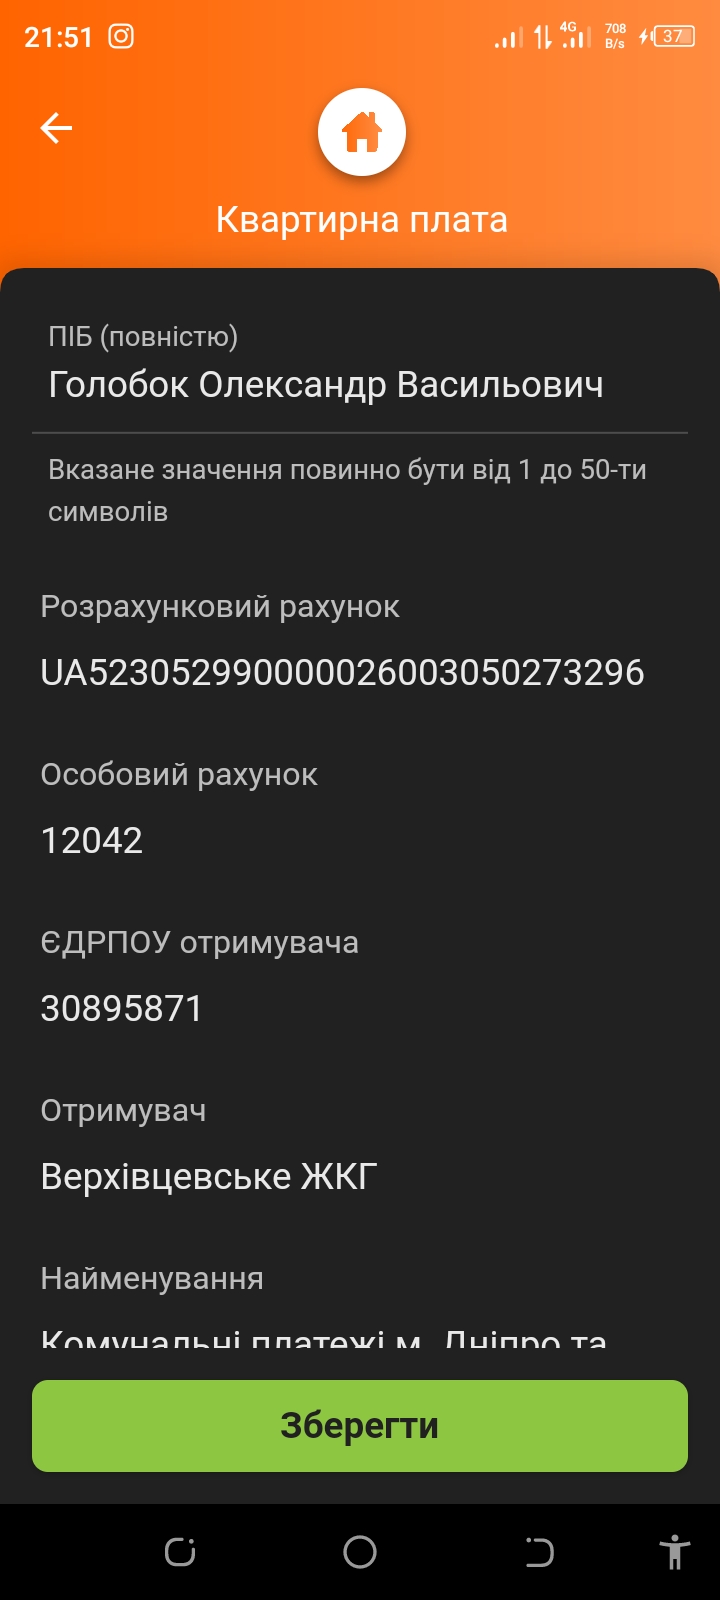 21:51
4G
708
B/s
37
Квартирна плата
ПІБ (повністю)
Голобок Олександр Васильович
Вказане значення повинно бути від 1 до 50-ти
символів
Розрахунковий рахунок
UA523052990000026003050273296
Особовий рахунок
12042
ЄДРПОУ отримувача
30895871
Отримувач
Верхівцевське ЖКГ
Найменування
Комунальні платежі м. Дніпро та
Зберегти